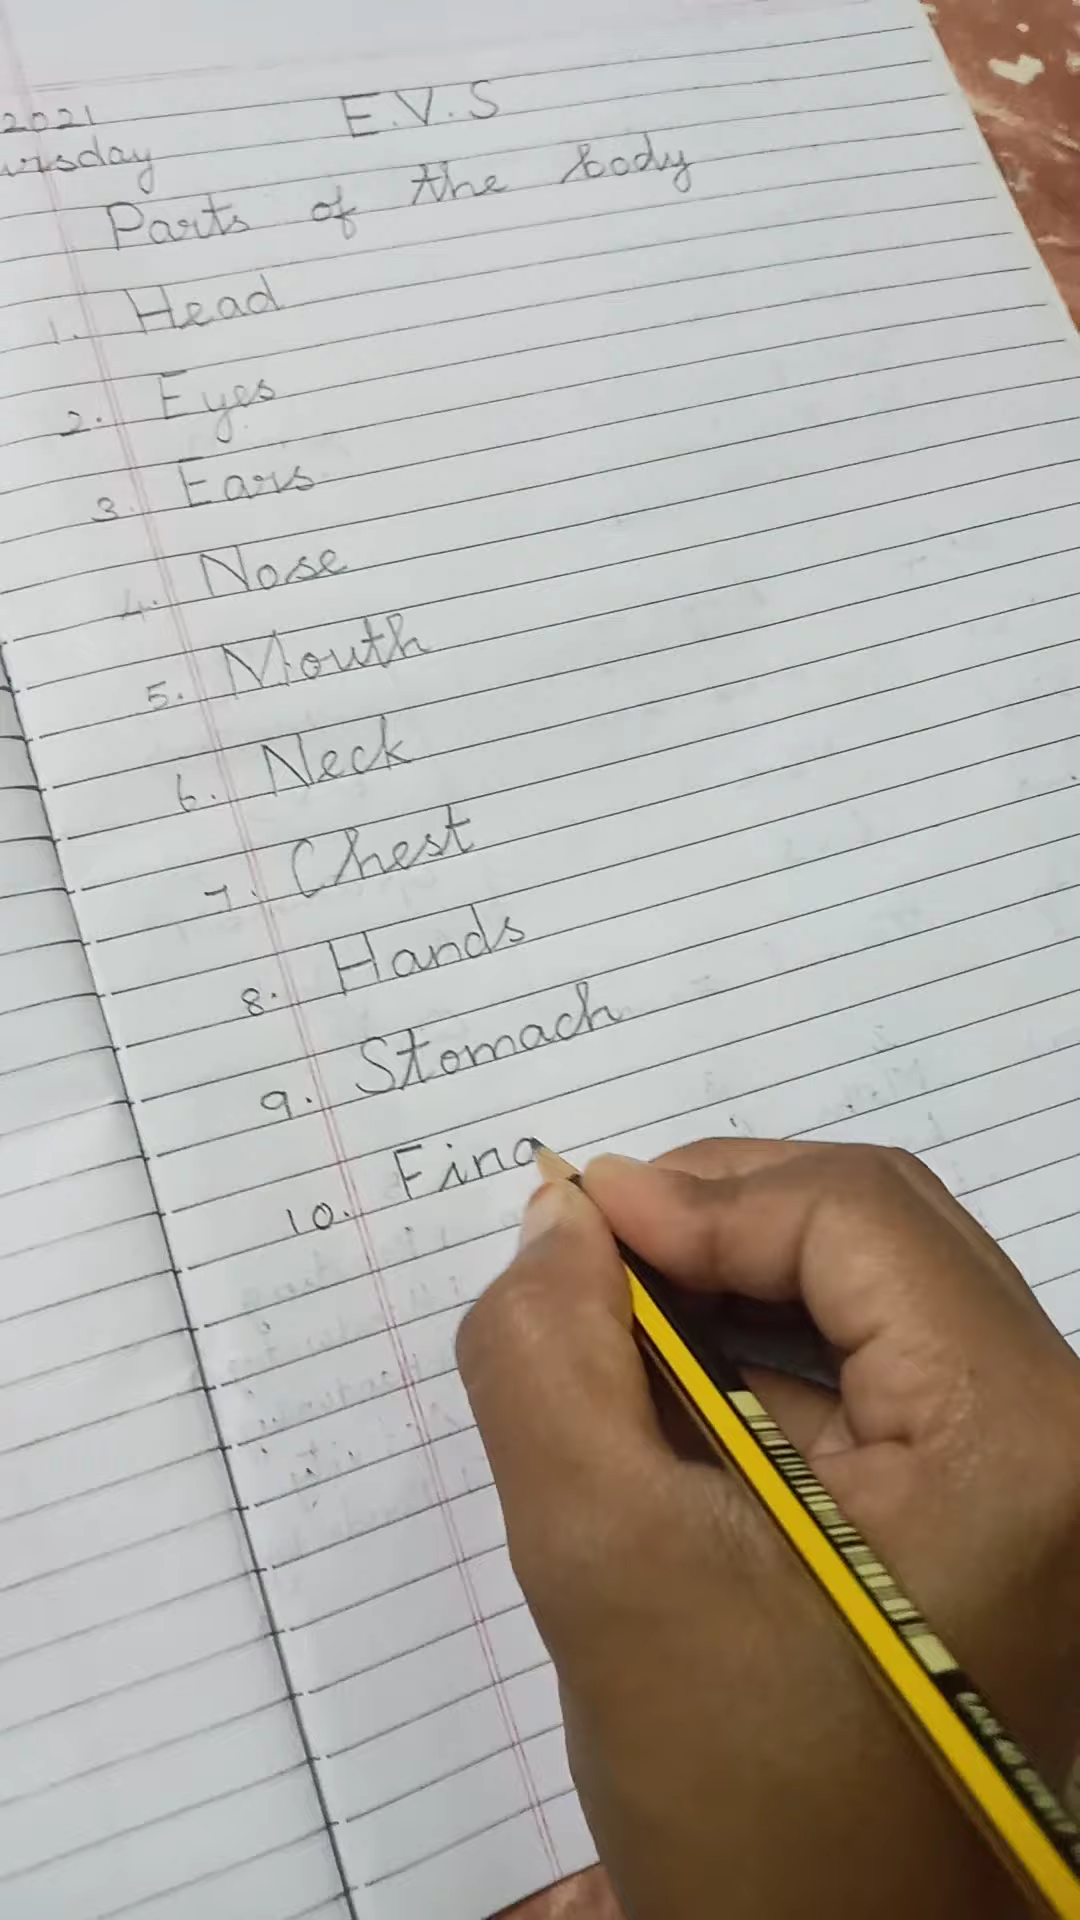 2021
E.V.S
ursday
Parts of the body
1. Head
2. Eyes
3. Ears
4. Nose
5. Mouth
6. Neck
7. Chest
8. Hands
9. Stomach
10. Fing